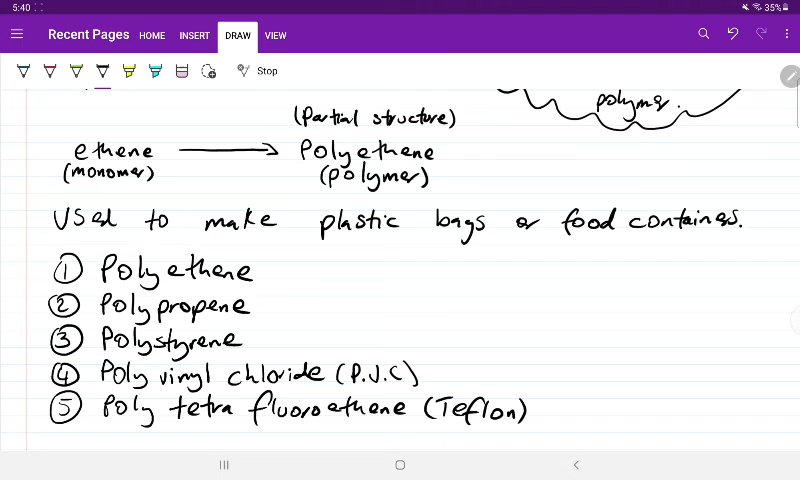 5:40 35%
Recent Pages HOME INSERT DRAW VIEW
Stop
polymer.
(Partial structure)
ethene Polyethene
(monomer) (polymer)
Used to make plastic bags or food containers.
① Polyethene
② Polypropene
③ Polystyrene
④ Poly vinyl chloride (P.V.C)
⑤ Poly tetra fluoroethene (Teflon)